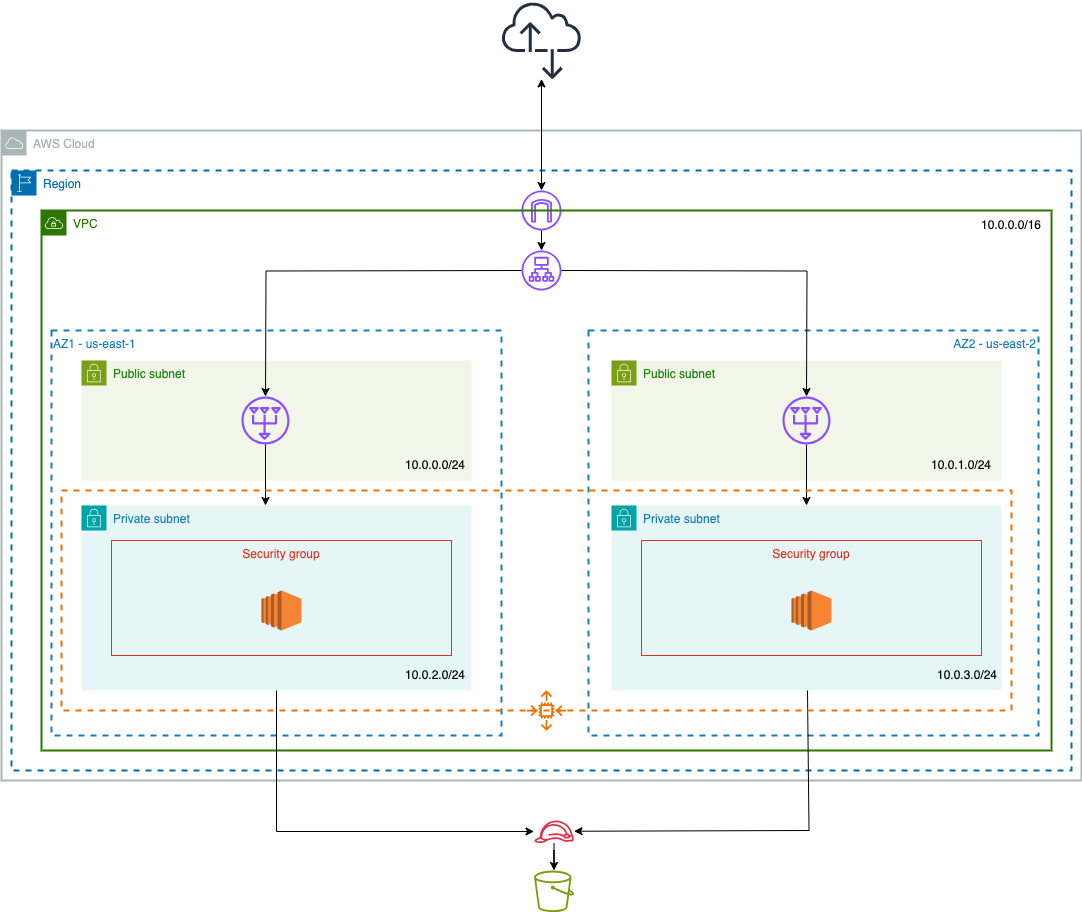 AWS Cloud
Region
VPC
10.0.0.0/16
AZ1 - us-east-1
AZ2 - us-east-2
Public subnet
Public subnet
10.0.0.0/24
10.0.1.0/24
Private subnet
Private subnet
Security group
Security group
10.0.2.0/24
10.0.3.0/24